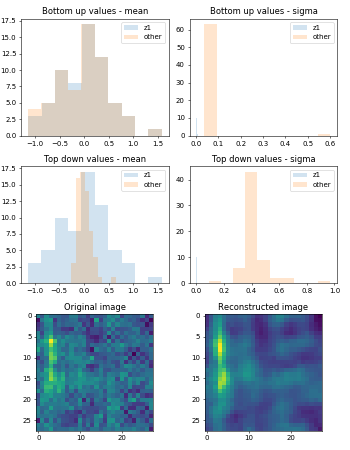 Bottom up values - mean
Bottom up values - sigma
17.5
15.0
12.5
10.0
7.5
5.0
2.5
0.0
z1
other
−1.0 −0.5 0.0 0.5 1.0 1.5
60
50
40
30
20
10
0
z1
other
0.0 0.1 0.2 0.3 0.4 0.5 0.6
Top down values - mean
Top down values - sigma
17.5
15.0
12.5
10.0
7.5
5.0
2.5
0.0
z1
other
−1.0 −0.5 0.0 0.5 1.0 1.5
40
30
20
10
0
z1
other
0.0 0.2 0.4 0.6 0.8 1.0
Original image
Reconstructed image
0
5
10
15
20
25
0 20
0
5
10
15
20
25
0 20